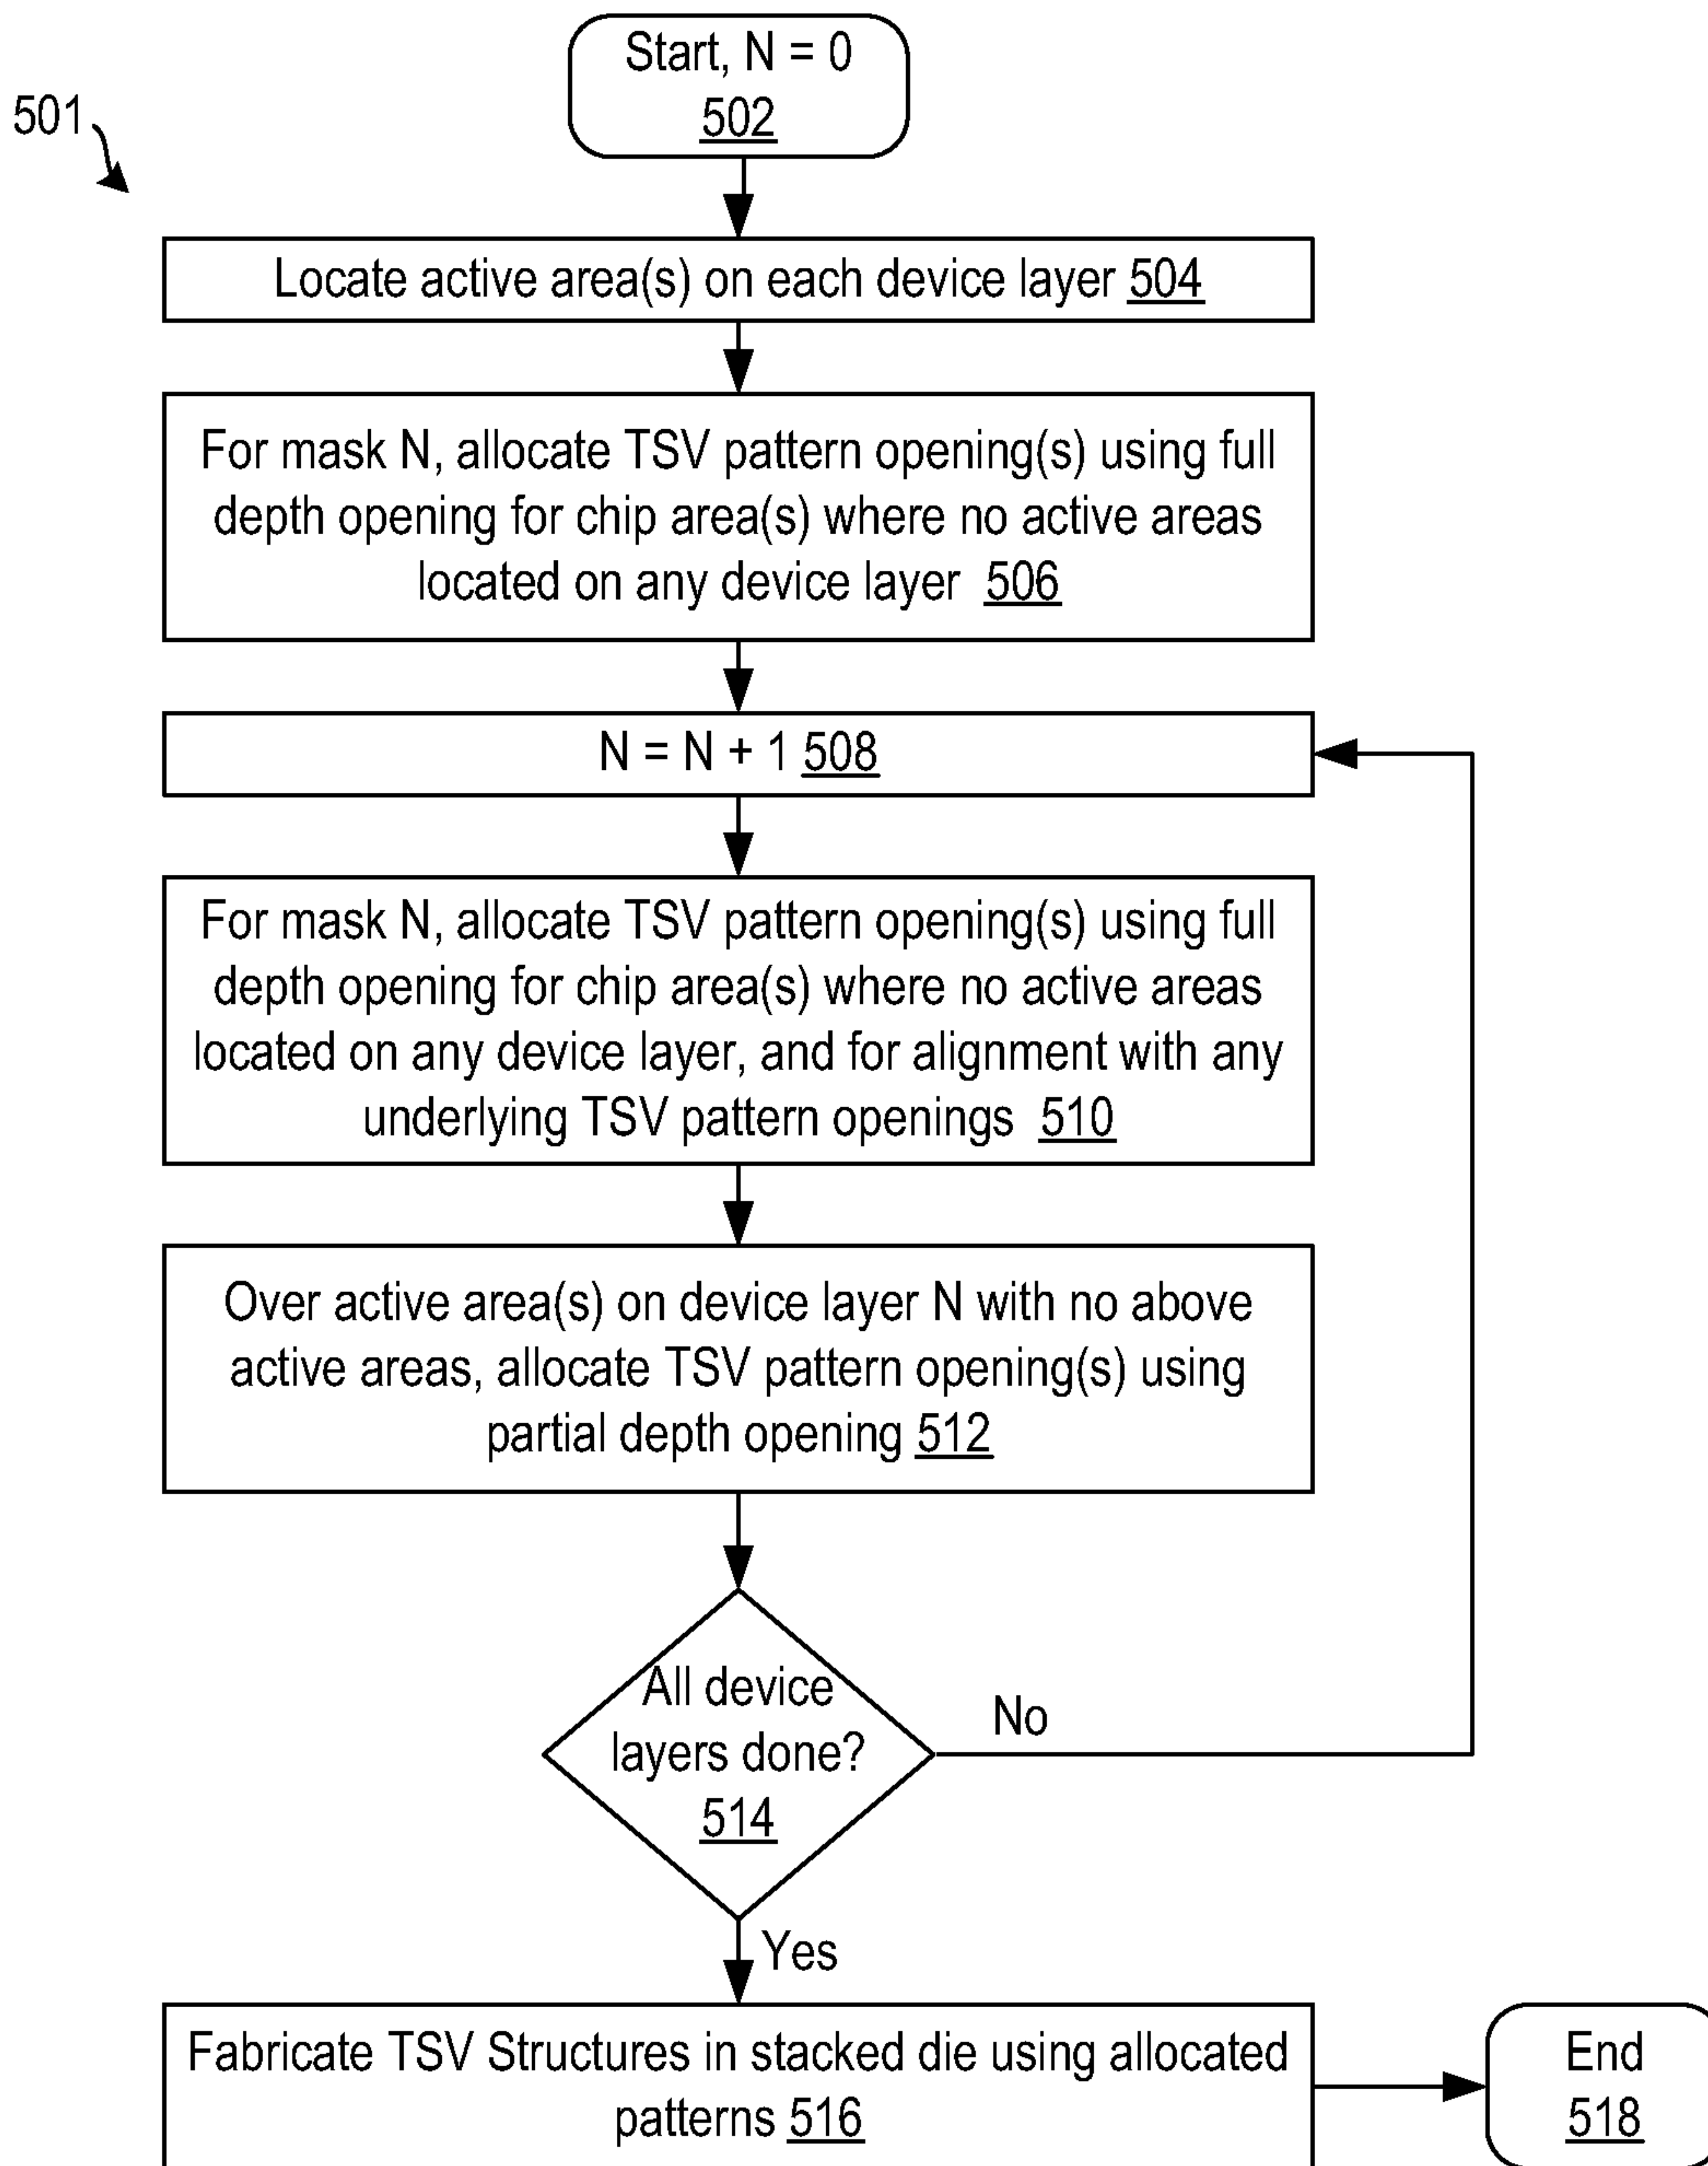 Start, N = 0
502
501
Locate active area(s) on each device layer 504
For mask N, allocate TSV pattern opening(s) using full
depth opening for chip area(s) where no active areas
located on any device layer 506
N = N + 1 508
For mask N, allocate TSV pattern opening(s) using full
depth opening for chip area(s) where no active areas
located on any device layer, and for alignment with any
underlying TSV pattern openings 510
Over active area(s) on device layer N with no above
active areas, allocate TSV pattern opening(s) using
partial depth opening 512
All device
layers done?
514
No
Yes
Fabricate TSV Structures in stacked die using allocated
patterns 516
End
518